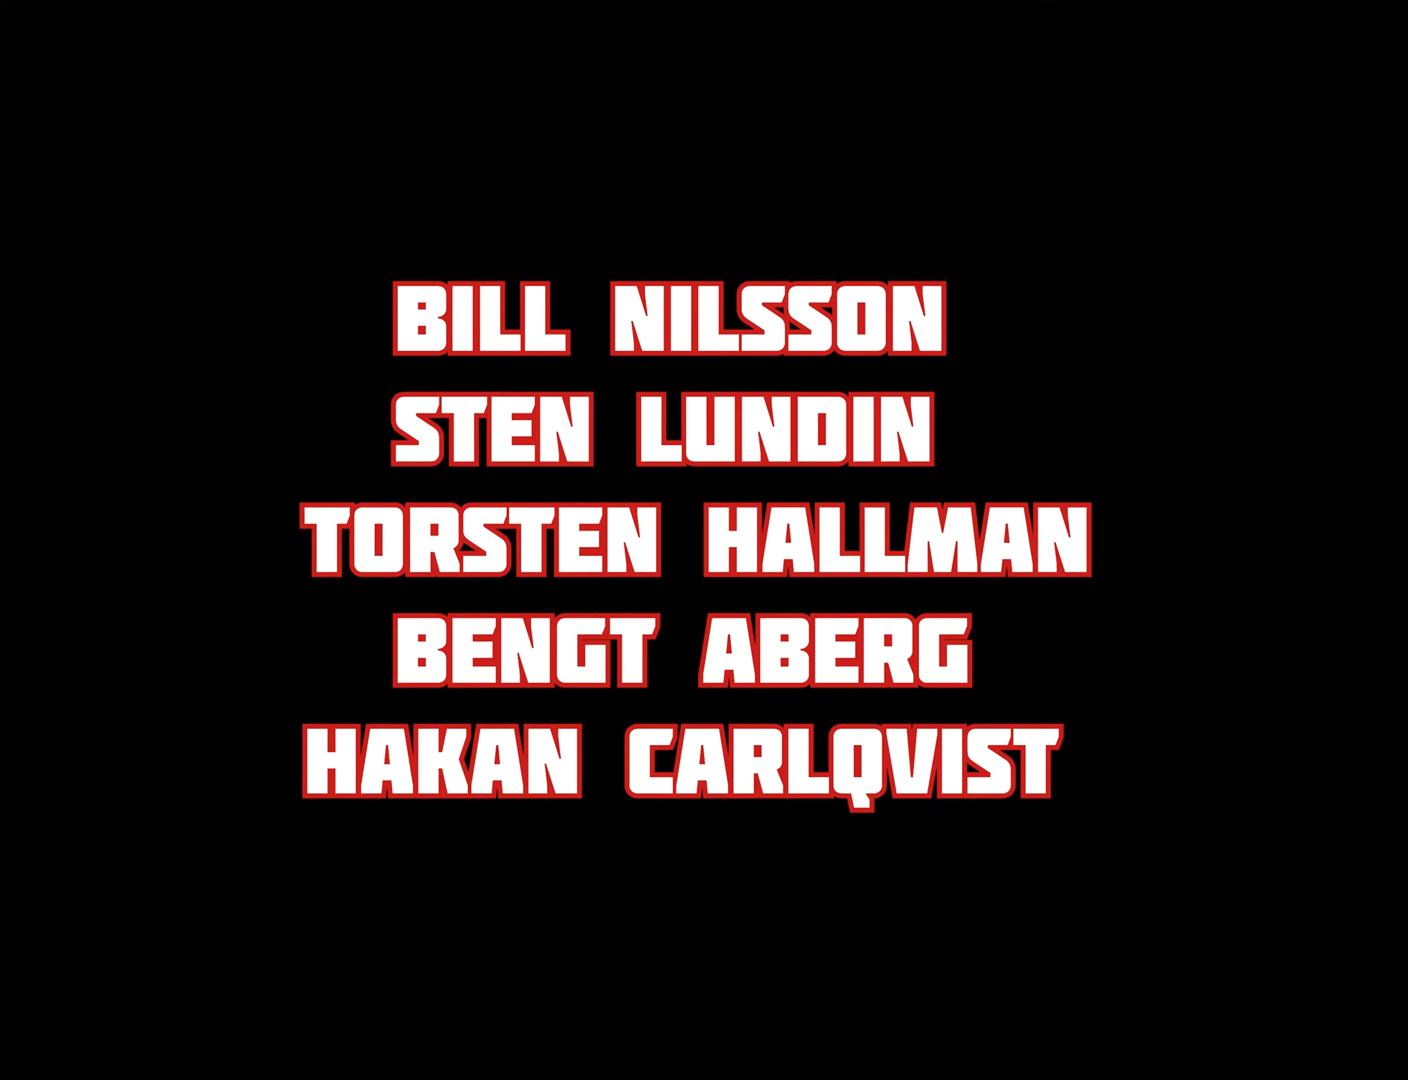 BILL NILSSON
STEN LUNDIN
TORSTEN HALLMAN
BENGT ABERG
HAKAN CARLQVIST